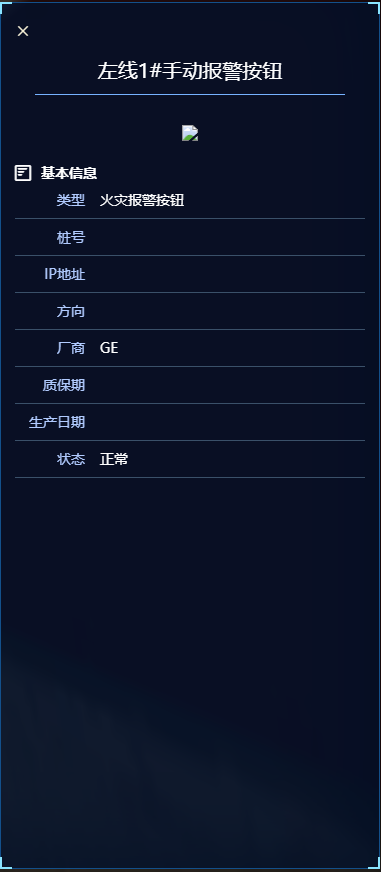 左线1#手动报警按钮
基本信息
类型 火灾报警按钮
桩号
IP地址
方向
厂商 GE
质保期
生产日期
状态 正常